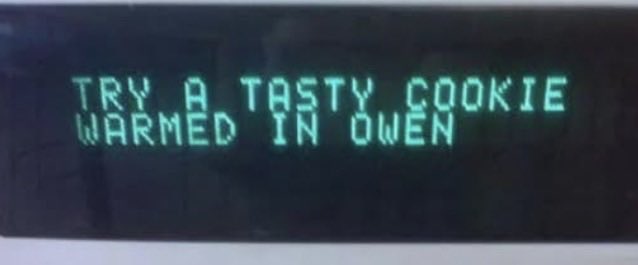 TRY A TASTY COOKIE
WARMED IN OWEN